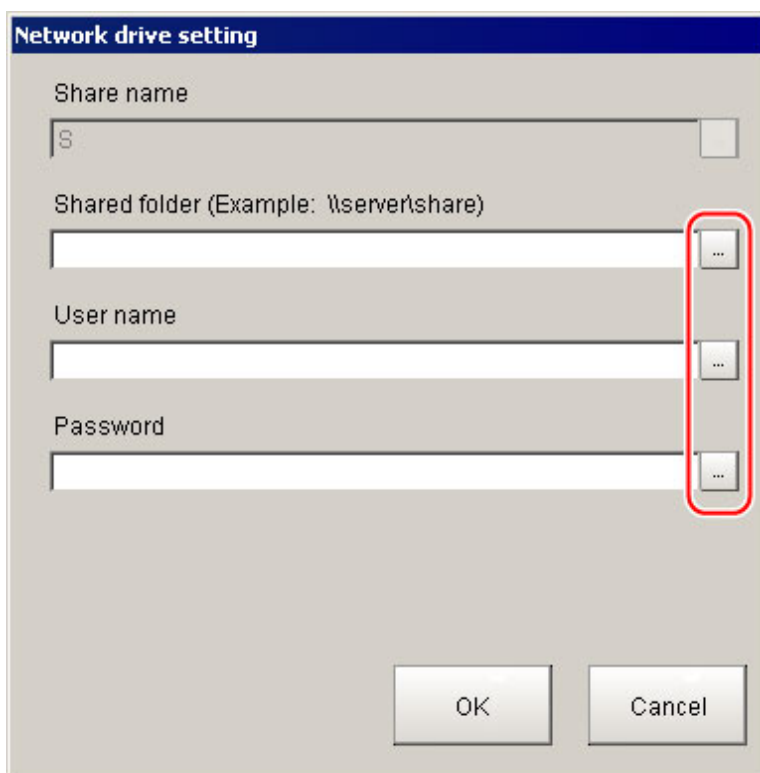 Network drive setting
Share name
S
Shared folder (Example: \\server\share)
...
User name
...
Password
...
OK
Cancel